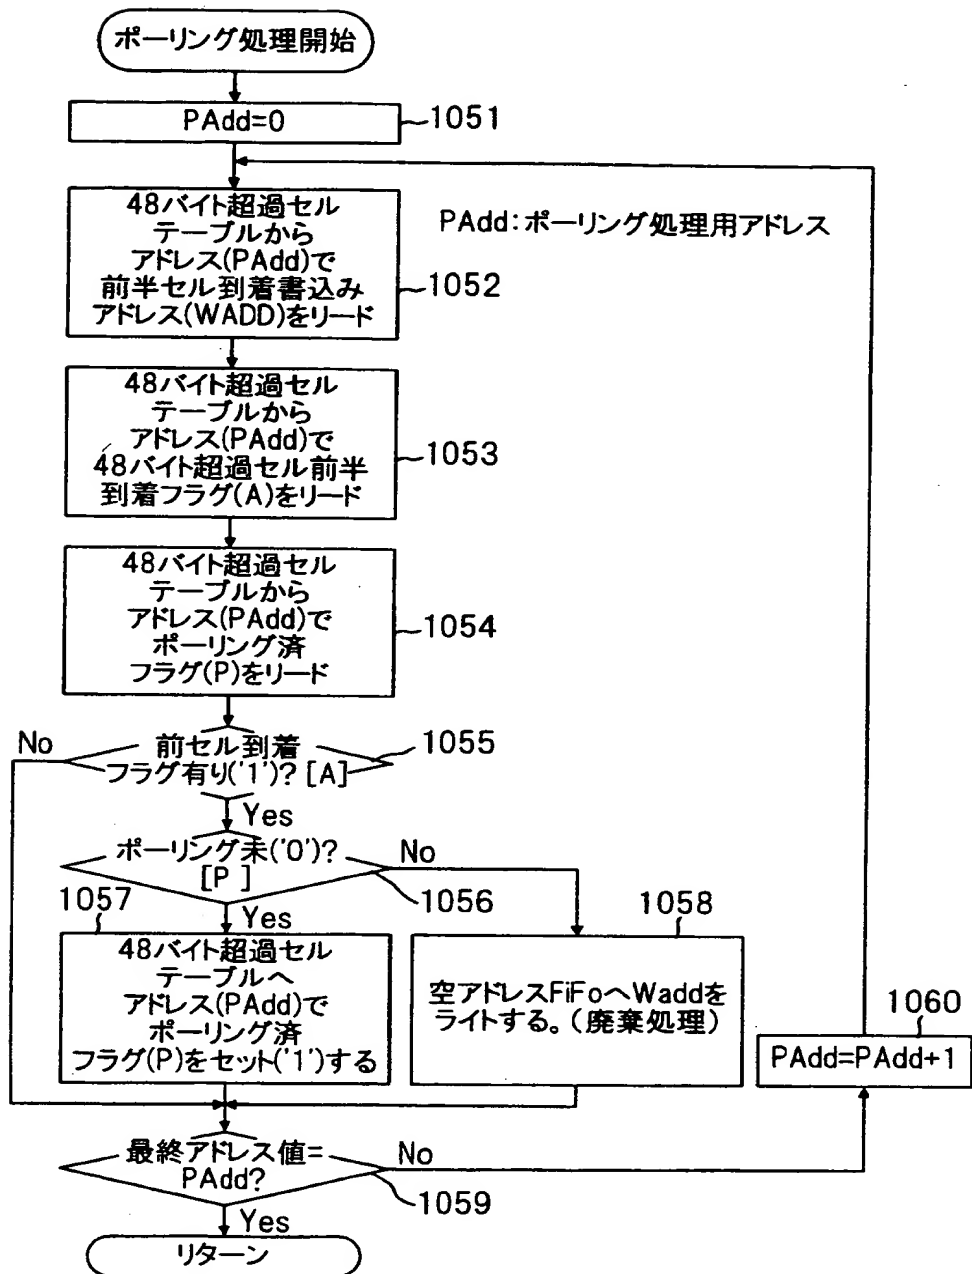 ポーリング処理開始
PAdd=0
1051
48バイト超過セル
テーブルから
アドレス(PAdd)で
前半セル到着書込み
アドレス(WADD)をリード
1052
PAdd:ポーリング処理用アドレス
48バイト超過セル
テーブルから
アドレス(PAdd)で
48バイト超過セル前半
到着フラグ(A)をリード
1053
48バイト超過セル
テーブルから
アドレス(PAdd)で
ポーリング済
フラグ(P)をリード
1054
No
前セル到着
フラグ有り('1')?[A]
1055
Yes
ポーリング未('0')?
[P ]
No
1056
1057
Yes
48バイト超過セル
テーブルへ
アドレス(PAdd)で
ポーリング済
フラグ(P)をセット('1')する
1058
空アドレスFiFoへWaddを
ライトする。(廃棄処理)
1060
PAdd=PAdd+1
最終アドレス値=
PAdd?
No
1059
Yes
リターン